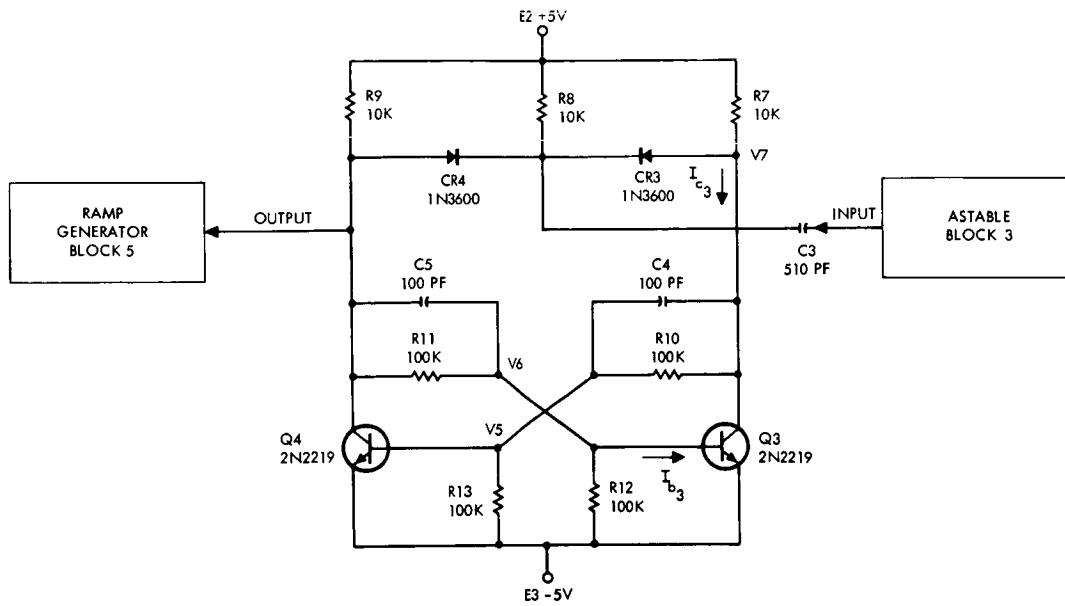 E2 +5V
R9
10K
R8
10K
R7
10K
V7
CR4
1N3600
CR3
1N3600
I c3
RAMP
GENERATOR
BLOCK 5
OUTPUT
INPUT
ASTABLE
BLOCK 3
C3
510 PF
C5
100 PF
C4
100 PF
R11
100K
R10
100K
V6
V5
Q4
2N2219
Q3
2N2219
I b3
R13
100K
R12
100K
E3 -5V